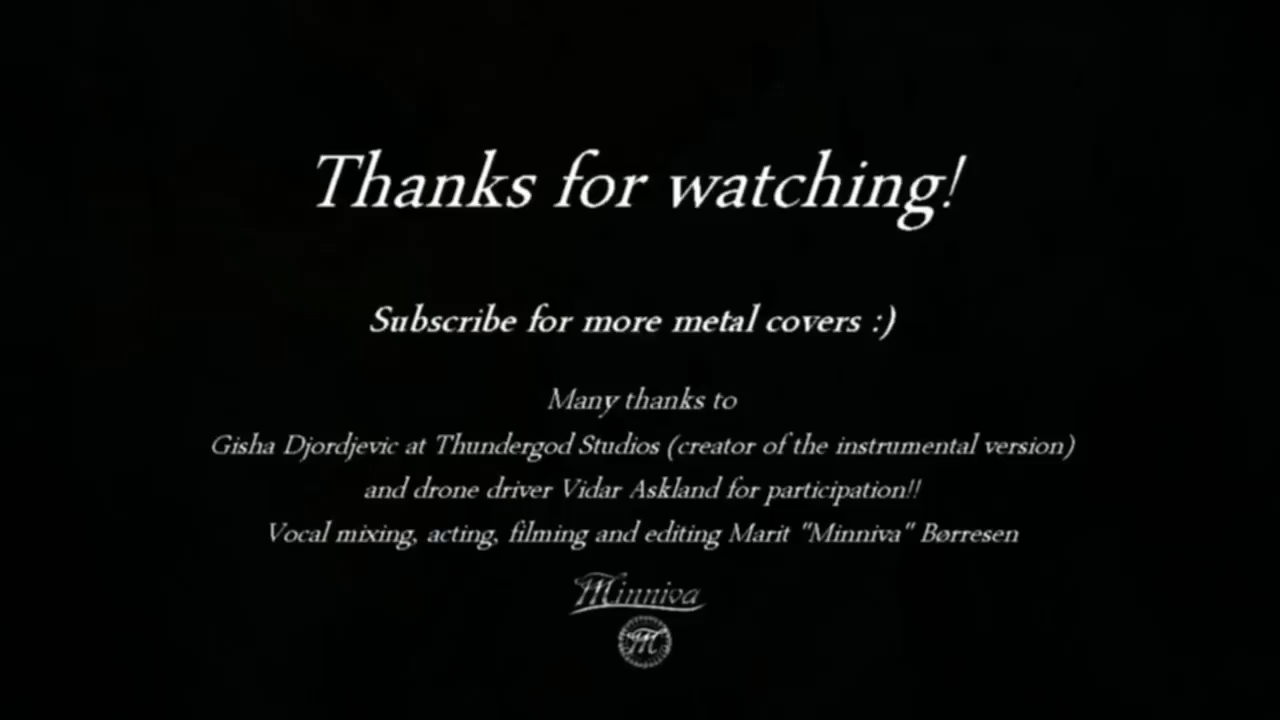 Thanks for watching!
Subscribe for more metal covers :)
Many thanks to
Gisha Djordjevic at Thundergod Studios (creator of the instrumental version)
and drone driver Vidar Askland for participation!!
Vocal mixing, acting, filming and editing Marit "Minniva" Børresen
Minniva
M